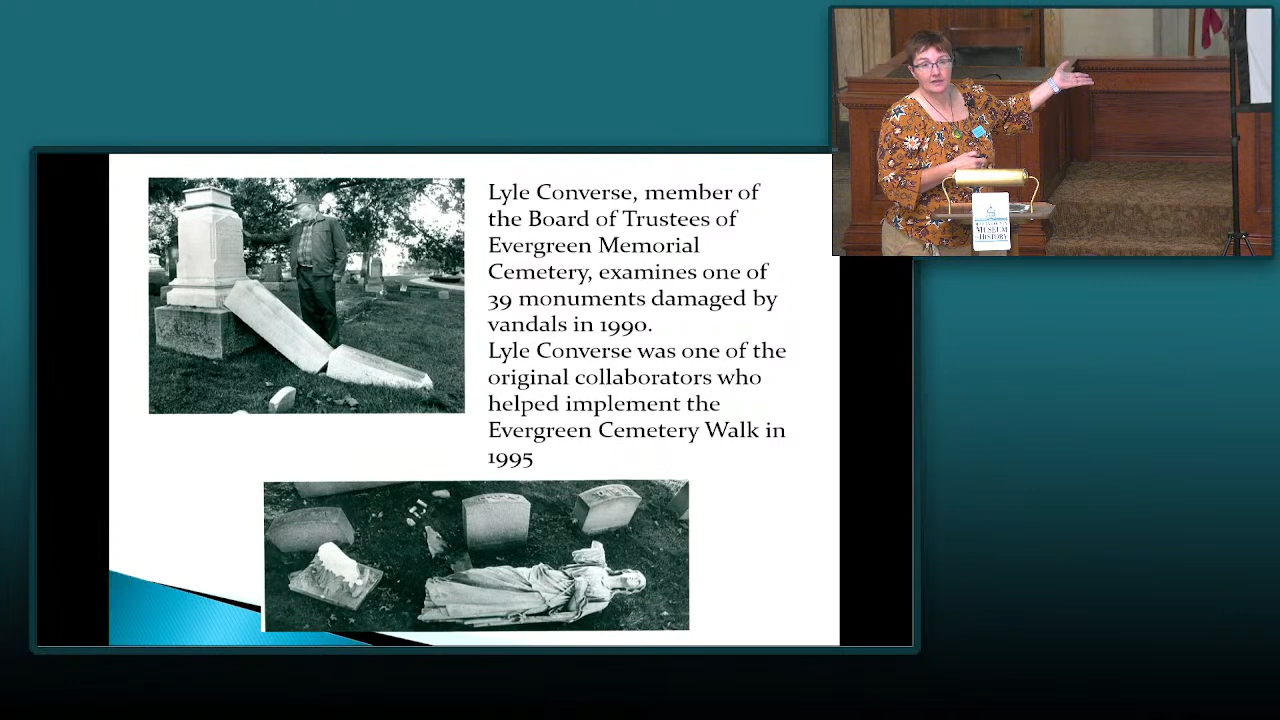 Lyle Converse, member of
the Board of Trustees of
Evergreen Memorial
Cemetery, examines one of
39 monuments damaged by
vandals in 1990.
Lyle Converse was one of the
original collaborators who
helped implement the
Evergreen Cemetery Walk in
1995
MUSEUM
HISTORY